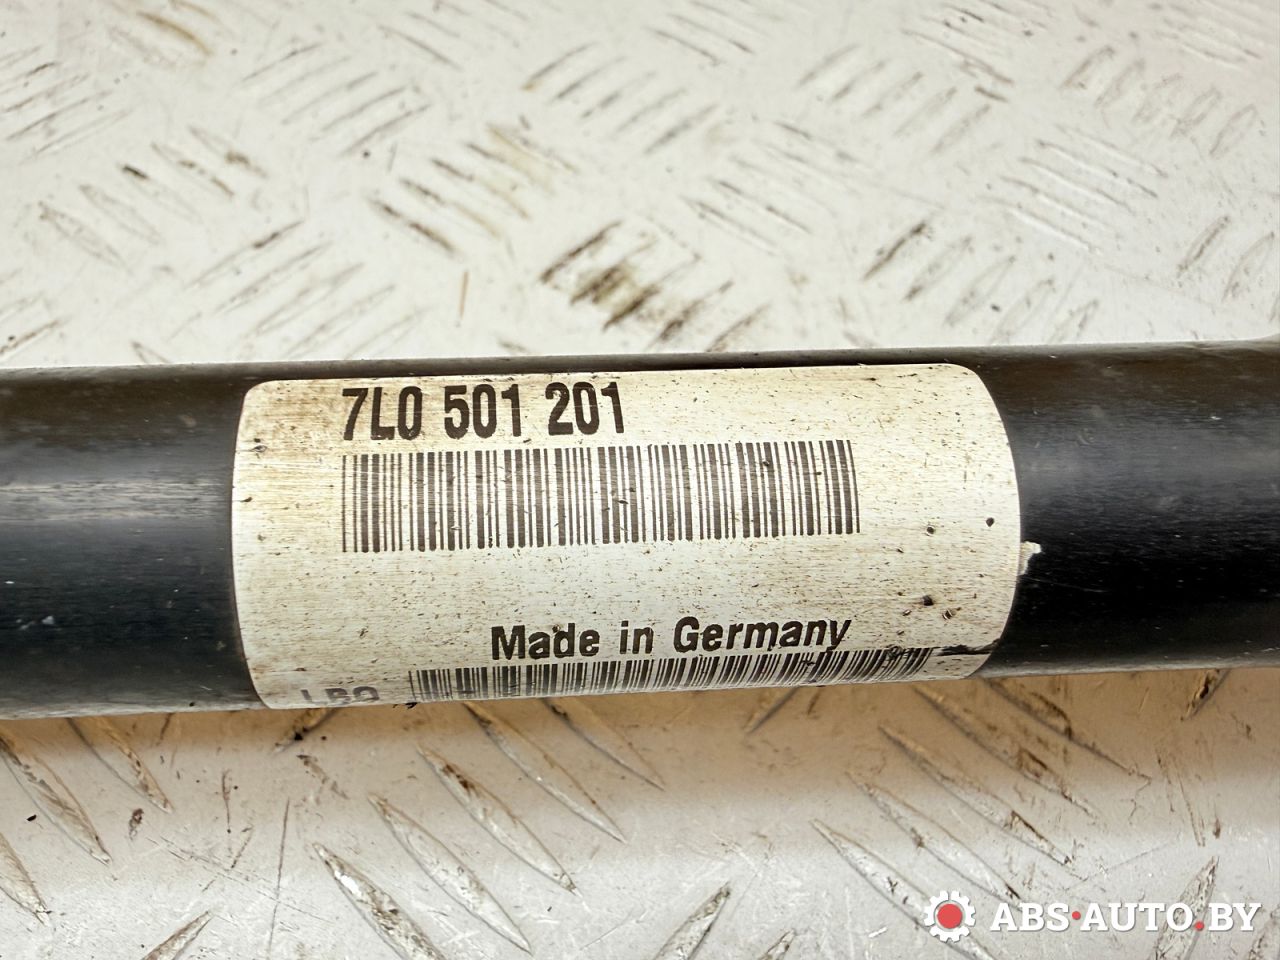 7L0 501 201
Made in Germany
ABS-AUTO.BY